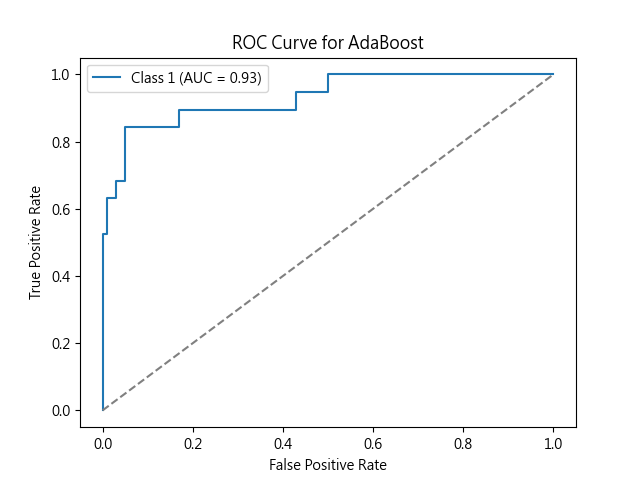 ROC Curve for AdaBoost
Class 1 (AUC = 0.93)
True Positive Rate
1.0
0.8
0.6
0.4
0.2
0.0
0.0 0.2 0.4 0.6 0.8 1.0
False Positive Rate